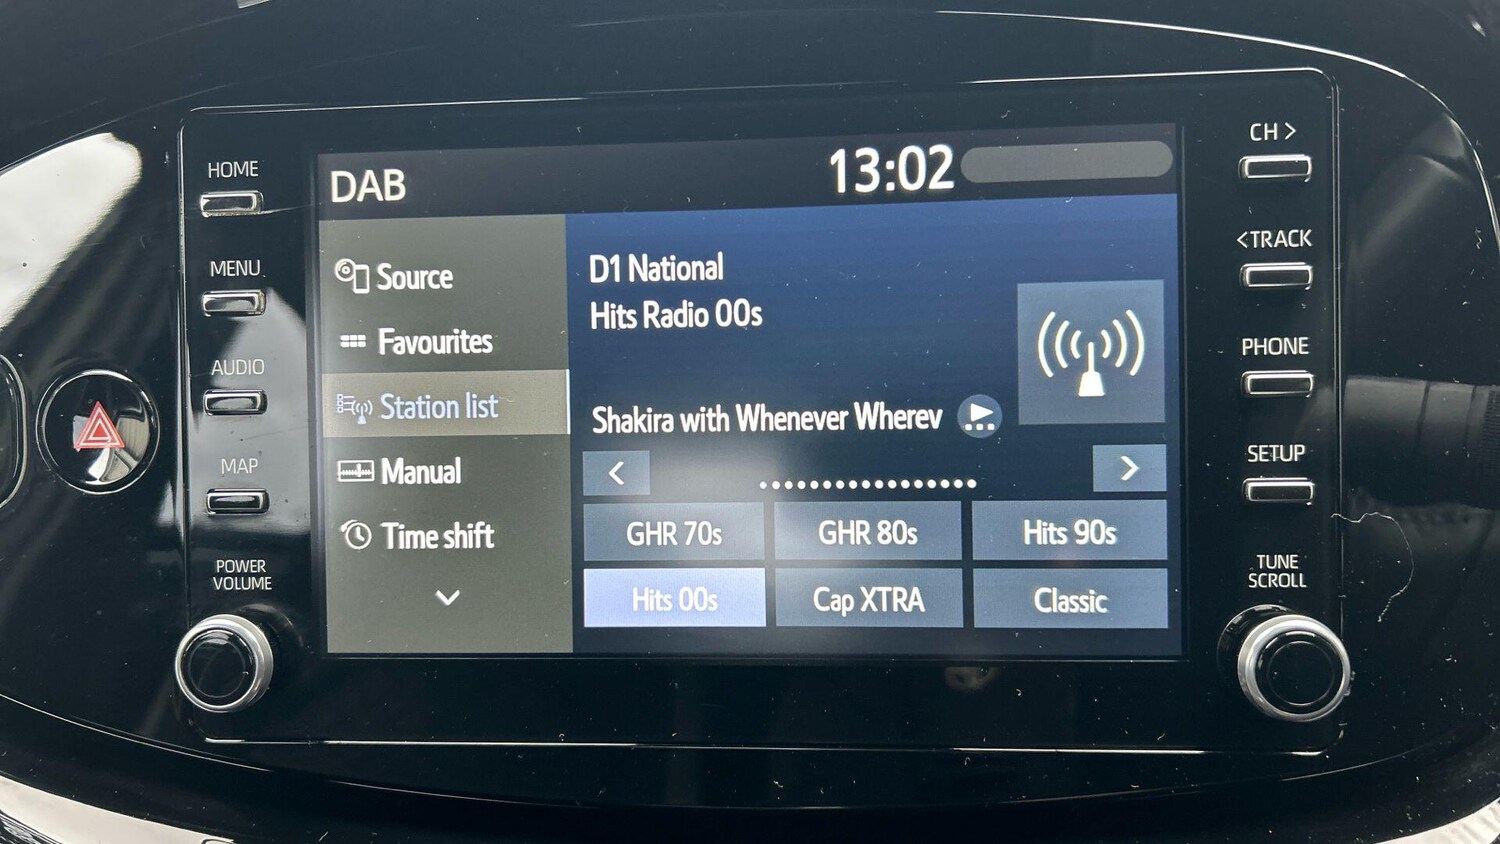 HOME
MENU
AUDIO
MAP
POWER
VOLUME
DAB
13:02
Source
Favourites
Station list
Manual
Time shift
D1 National
Hits Radio 00s
Shakira with Whenever Wherev
<
>
GHR 70s
GHR 80s
Hits 90s
Hits 00s
Cap XTRA
Classic
CH >
<TRACK
PHONE
SETUP
TUNE
SCROLL